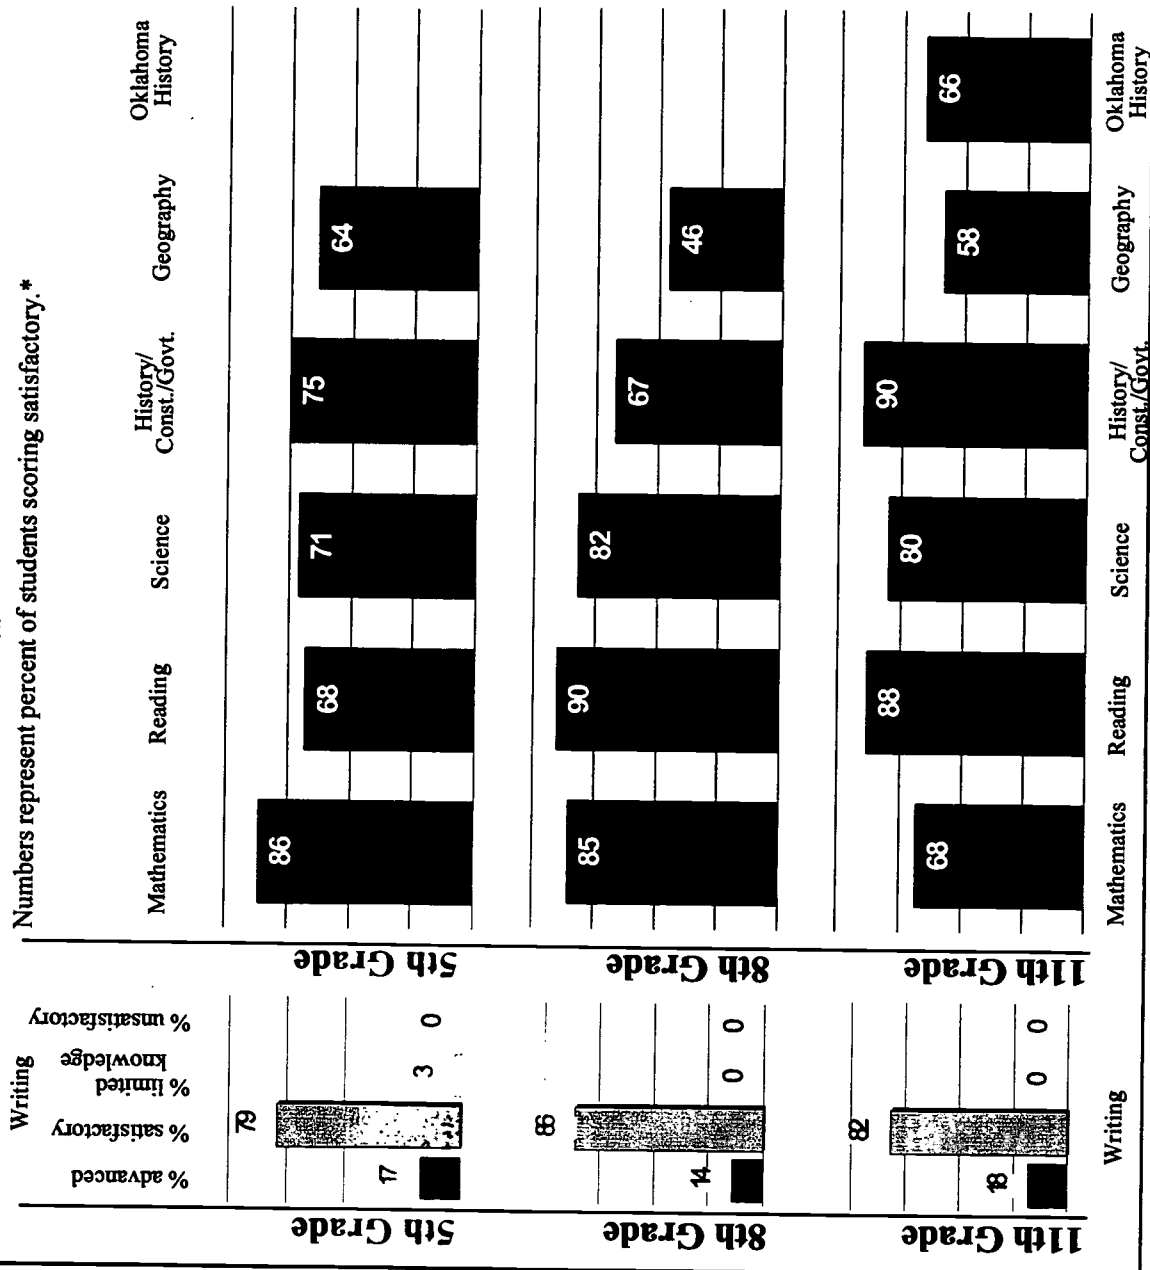 Numbers represent percent of students scoring satisfactory.*
Writing
% advanced
% satisfactory
% limited
knowledge
% unsatisfactory
Mathematics
Reading
Science
History/
Const./Govt.
Geography
Oklahoma
History
5th Grade
17
79
3
0
5th Grade
86
68
71
75
64
8th Grade
14
86
0
0
8th Grade
85
90
82
67
46
11th Grade
18
82
0
0
11th Grade
68
88
80
90
58
66
Writing
Mathematics
Reading
Science
History/
Const./Govt.
Geography
Oklahoma
History